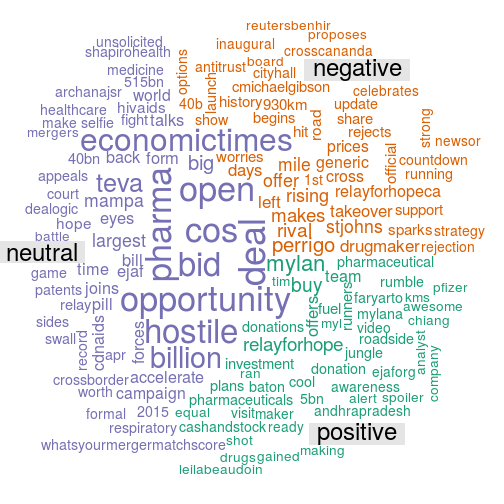 reutersbenhir
proposes
unsolicited
inaugural
crosscananda
shapirohealth
options
antitrust
board
negative
medicine
launch
cityhall
515bn
cmichaelgibson
celebrates
archanajsr
world
40b
history
930km
update
healthcare
hivaids
road
strong
make
selfie
fight
talks
show
begins
share
mergers
economictimes
hit
rejects
newsor
40bn
back
form
big
worries
prices
official
countdown
appeals
pharma
days
mile
generic
running
teva
open
offer
1st
cross
court
mampa
left
rising
relayforhopeca
dealogic
eyes
deal
makes
takeover
support
hope
cos
rival
stjohns
sparks
strategy
battle
largest
perrigo
drugmaker
rejection
neutral
bill
bid
mylan
pharmaceutical
game
time
ejaf
tim
buy
team
rumble
patents
joins
opportunity
runners
faryarto
kms
pfizer
relay
pill
offers
fuel
mylana
awesome
sides
forces
hostile
donations
myl
video
chiang
swall
record
cdnaids
relayforhope
roadside
analyst
apr
billion
investment
jungle
company
crossborder
accelerate
ran
donation
ejaforg
worth
campaign
plans
baton
cool
awareness
pharmaceuticals
5bn
alert
spoiler
formal
2015
equal
visit
maker
andhrapradesh
respiratory
cashandstock
ready
positive
whatsyourmergermatchscore
shot
making
drugs
gained
leilabeaudoin